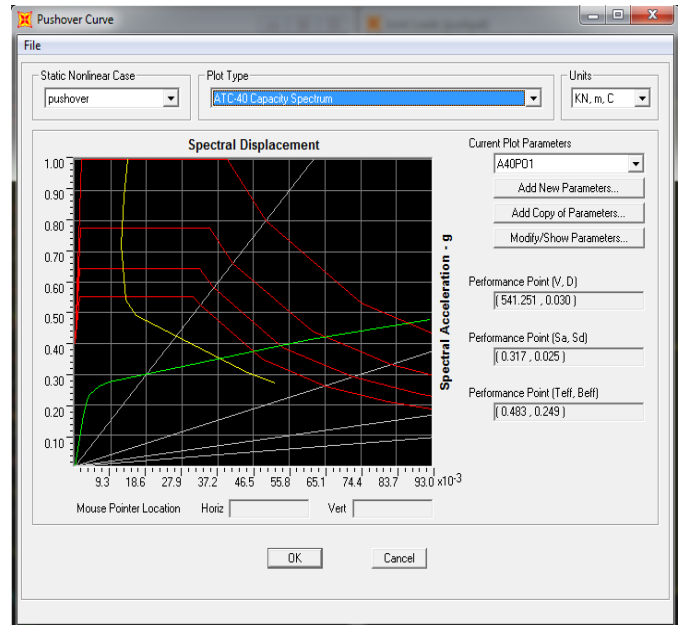 Pushover Curve
File
Static Nonlinear Case
pushover
Plot Type
ATC-40 Capacity Spectrum
Units
KN, m, C
Spectral Displacement
1.00
0.90
0.80
0.70
0.60
0.50
0.40
0.30
0.20
0.10
9.3 18.6 27.9 37.2 46.5 55.8 65.1 74.4 83.7 93.0 x10-3
Spectral Acceleration - g
Mouse Pointer Location Horiz Vert
Current Plot Parameters
A40PO1
Add New Parameters...
Add Copy of Parameters...
Modify/Show Parameters...
Performance Point (V, D)
( 541.251 , 0.030 )
Performance Point (Sa, Sd)
( 0.317 , 0.025 )
Performance Point (Teff, Beff)
( 0.483 , 0.249 )
OK
Cancel